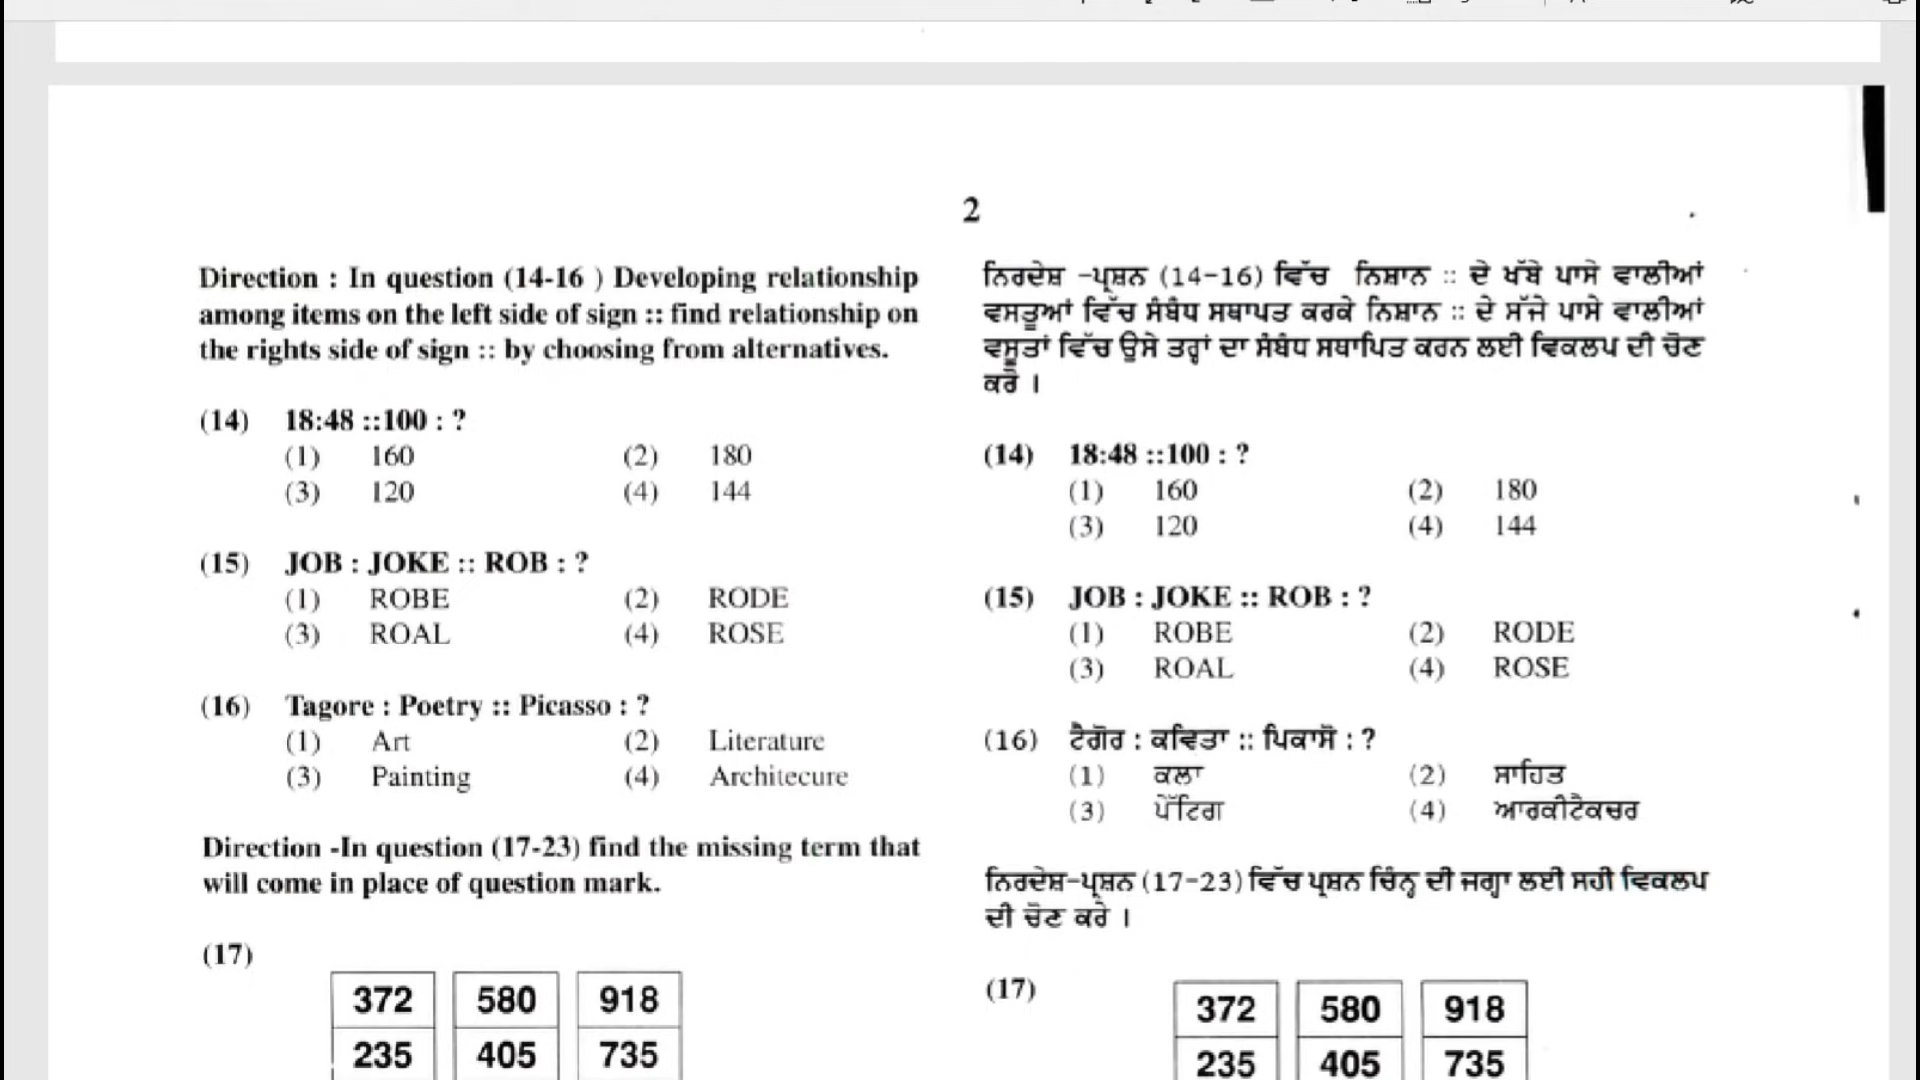 2
Direction : In question (14-16 ) Developing relationship
among items on the left side of sign :: find relationship on
the rights side of sign :: by choosing from alternatives.
(14) 18:48 ::100 : ?
(1) 160 (2) 180
(3) 120 (4) 144
(15) JOB : JOKE :: ROB : ?
(1) ROBE (2) RODE
(3) ROAL (4) ROSE
(16) Tagore : Poetry :: Picasso : ?
(1) Art (2) Literature
(3) Painting (4) Architecure
Direction -In question (17-23) find the missing term that
will come in place of question mark.
(17)
372 580 918
235 405 735
ਨਿਰਦੇਸ਼ -ਪ੍ਰਸ਼ਨ (14-16) ਵਿੱਚ ਨਿਸ਼ਾਨ :: ਦੇ ਖੱਬੇ ਪਾਸੇ ਵਾਲੀਆਂ
ਵਸਤੂਆਂ ਵਿੱਚ ਸੰਬੰਧ ਸਥਾਪਤ ਕਰਕੇ ਨਿਸ਼ਾਨ :: ਦੇ ਸੱਜੇ ਪਾਸੇ ਵਾਲੀਆਂ
ਵਸੂਤਾਂ ਵਿੱਚ ਉਸੇ ਤਰ੍ਹਾਂ ਦਾ ਸੰਬੰਧ ਸਥਾਪਿਤ ਕਰਨ ਲਈ ਵਿਕਲਪ ਦੀ ਚੋਣ
ਕਰੋ ।
(14) 18:48 ::100 : ?
(1) 160 (2) 180
(3) 120 (4) 144
(15) JOB : JOKE :: ROB : ?
(1) ROBE (2) RODE
(3) ROAL (4) ROSE
(16) ਟੈਗੋਰ : ਕਵਿਤਾ :: ਪਿਕਾਸੋ : ?
(1) ਕਲਾ (2) ਸਾਹਿਤ
(3) ਪੇੱਟਿਗ (4) ਆਰਕੀਟੈਕਚਰ
ਨਿਰਦੇਸ਼-ਪ੍ਰਸ਼ਨ (17-23) ਵਿੱਚ ਪ੍ਰਸ਼ਨ ਚਿੰਨ੍ਹ ਦੀ ਜਗ੍ਹਾ ਲਈ ਸਹੀ ਵਿਕਲਪ
ਦੀ ਚੋਣ ਕਰੋ ।
(17)
372 580 918
235 405 735